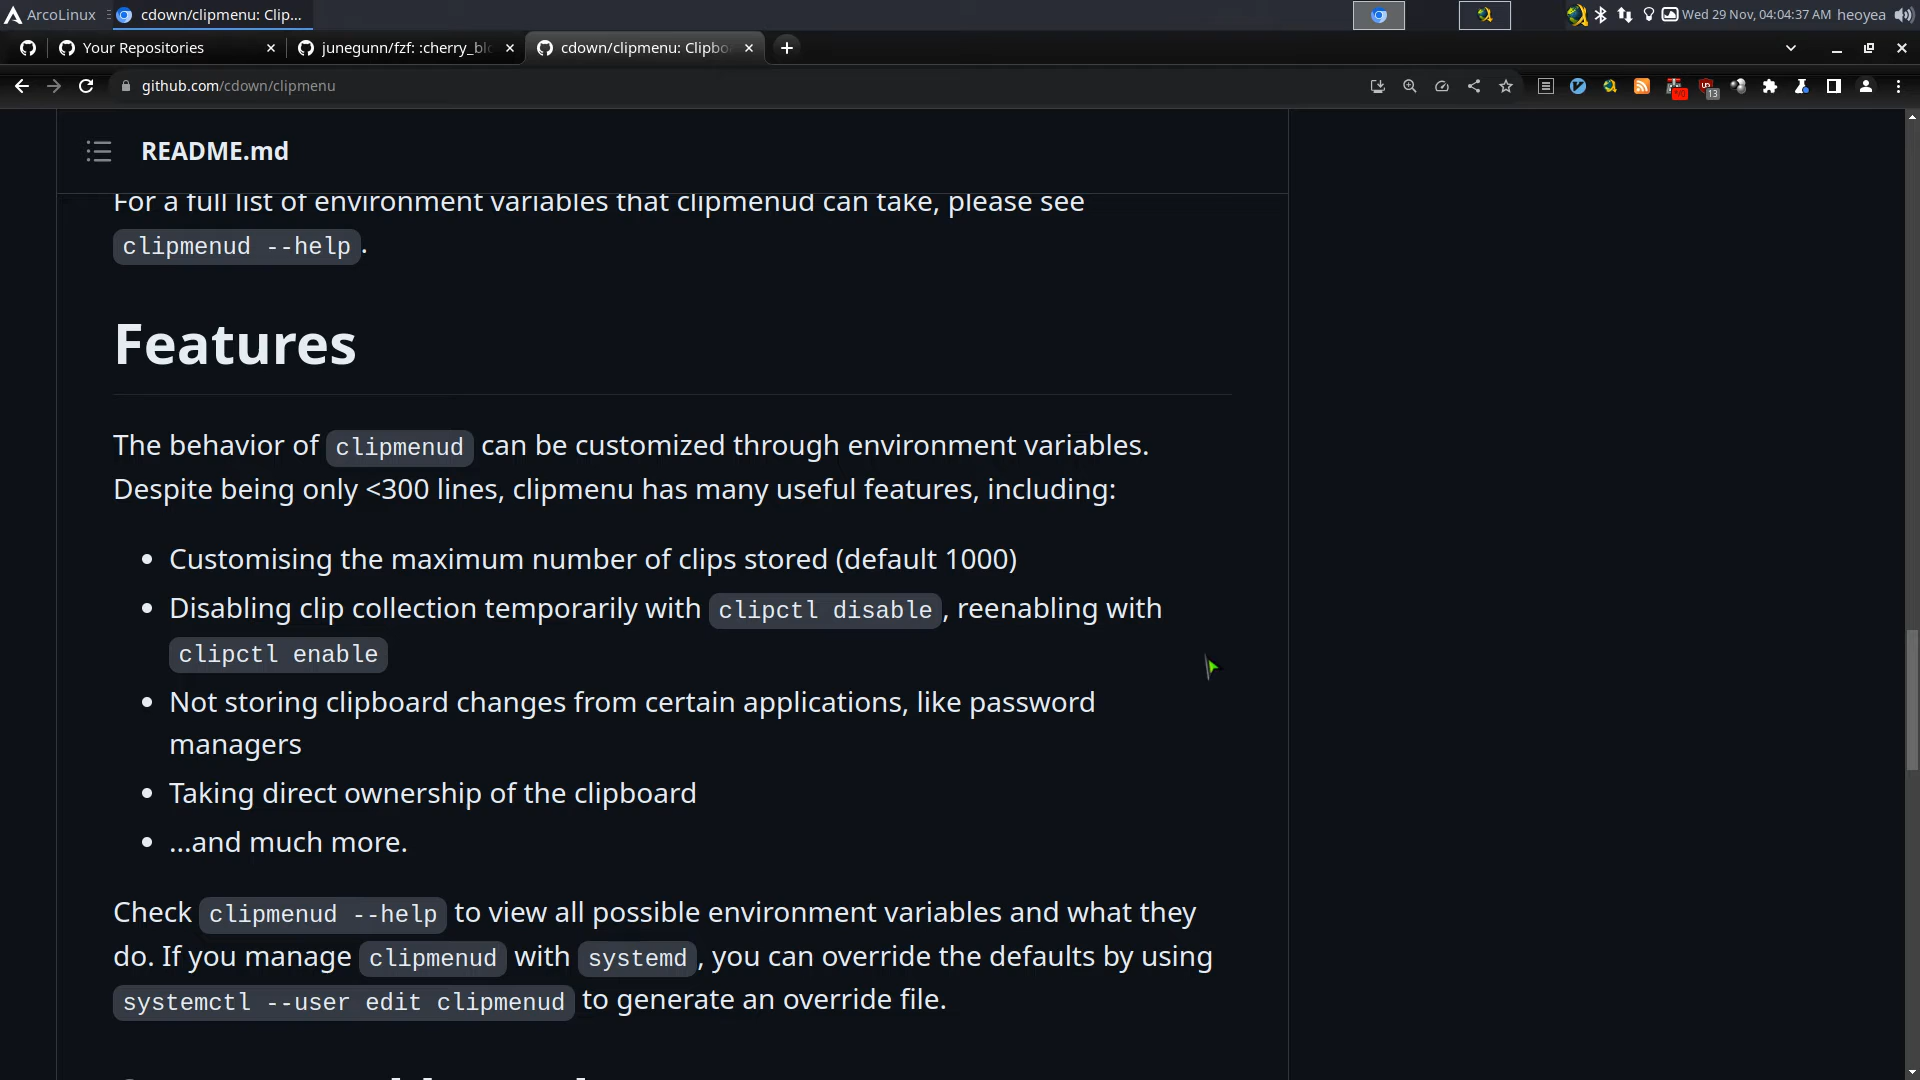 ArcoLinux
cdown/clipmenu: Clip...
Wed 29 Nov, 04:04:37 AM heoyea
Your Repositories
junegunn/fzf: :cherry_blo
cdown/clipmenu: Clipbo
github.com/cdown/clipmenu
13
README.md
For a full list of environment variables that clipmenud can take, please see
clipmenud --help.
Features
The behavior of clipmenud can be customized through environment variables.
Despite being only <300 lines, clipmenu has many useful features, including:
• Customising the maximum number of clips stored (default 1000)
• Disabling clip collection temporarily with clipctl disable, reenabling with
clipctl enable
• Not storing clipboard changes from certain applications, like password
managers
• Taking direct ownership of the clipboard
• ...and much more.
Check clipmenud --help to view all possible environment variables and what they
do. If you manage clipmenud with systemd, you can override the defaults by using
systemctl --user edit clipmenud to generate an override file.